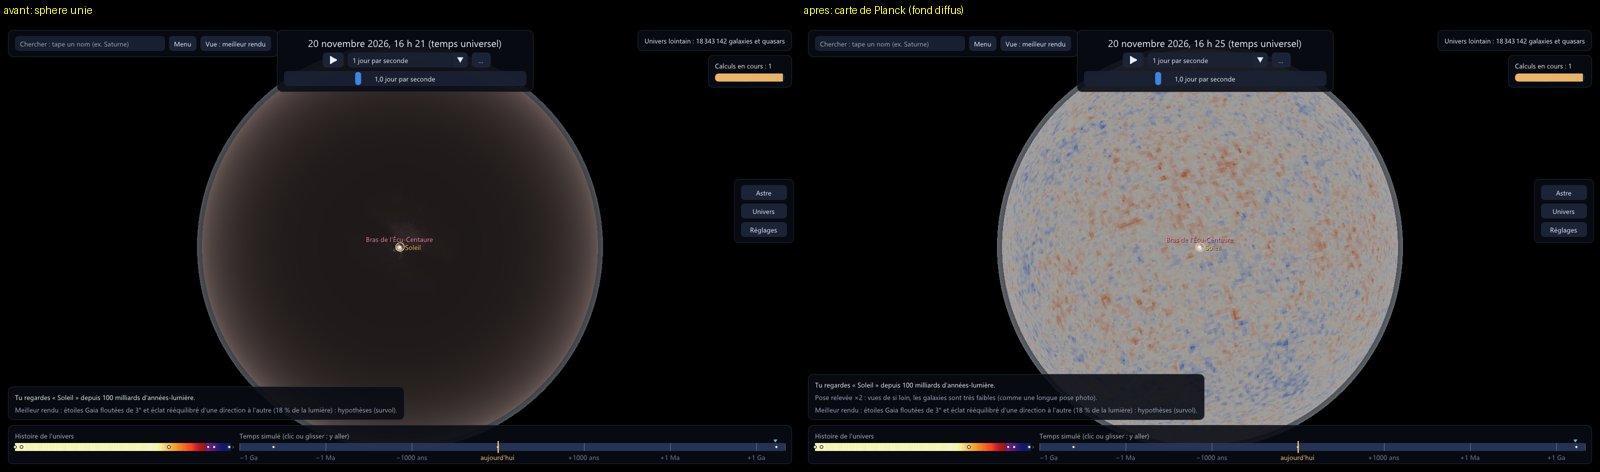 avant: sphere unie
Chercher : tape un nom (ex. Saturne)
Menu
Vue : meilleur rendu
20 novembre 2026, 16 h 21 (temps universel)
1 jour par seconde
...
1,0 jour par seconde
Univers lointain : 18 343 142 galaxies et quasars
Calculs en cours : 1
Astre
Univers
Réglages
Bras de l'Écu-Centaure
Soleil
Tu regardes « Soleil » depuis 100 milliards d'années-lumière.
Meilleur rendu : étoiles Gaia floutées de 3° et éclat rééquilibré d'une direction à l'autre (18 % de la lumière) : hypothèses (survol).
Histoire de l'univers
Temps simulé (clic ou glisser : y aller)
−1 Ga
−1 Ma
−1000 ans
aujourd'hui
+1000 ans
+1 Ma
+1 Ga
apres: carte de Planck (fond diffus)
Chercher : tape un nom (ex. Saturne)
Menu
Vue : meilleur rendu
20 novembre 2026, 16 h 25 (temps universel)
1 jour par seconde
...
1,0 jour par seconde
Univers lointain : 18 343 142 galaxies et quasars
Calculs en cours : 1
Astre
Univers
Réglages
Bras de l'Écu-Centaure
Soleil
Tu regardes « Soleil » depuis 100 milliards d'années-lumière.
Pose relevée ×2 : vues de si loin, les galaxies sont très faibles (comme une longue pose photo).
Meilleur rendu : étoiles Gaia floutées de 3° et éclat rééquilibré d'une direction à l'autre (18 % de la lumière) : hypothèses (survol).
Histoire de l'univers
Temps simulé (clic ou glisser : y aller)
−1 Ga
−1 Ma
−1000 ans
aujourd'hui
+1000 ans
+1 Ma
+1 Ga